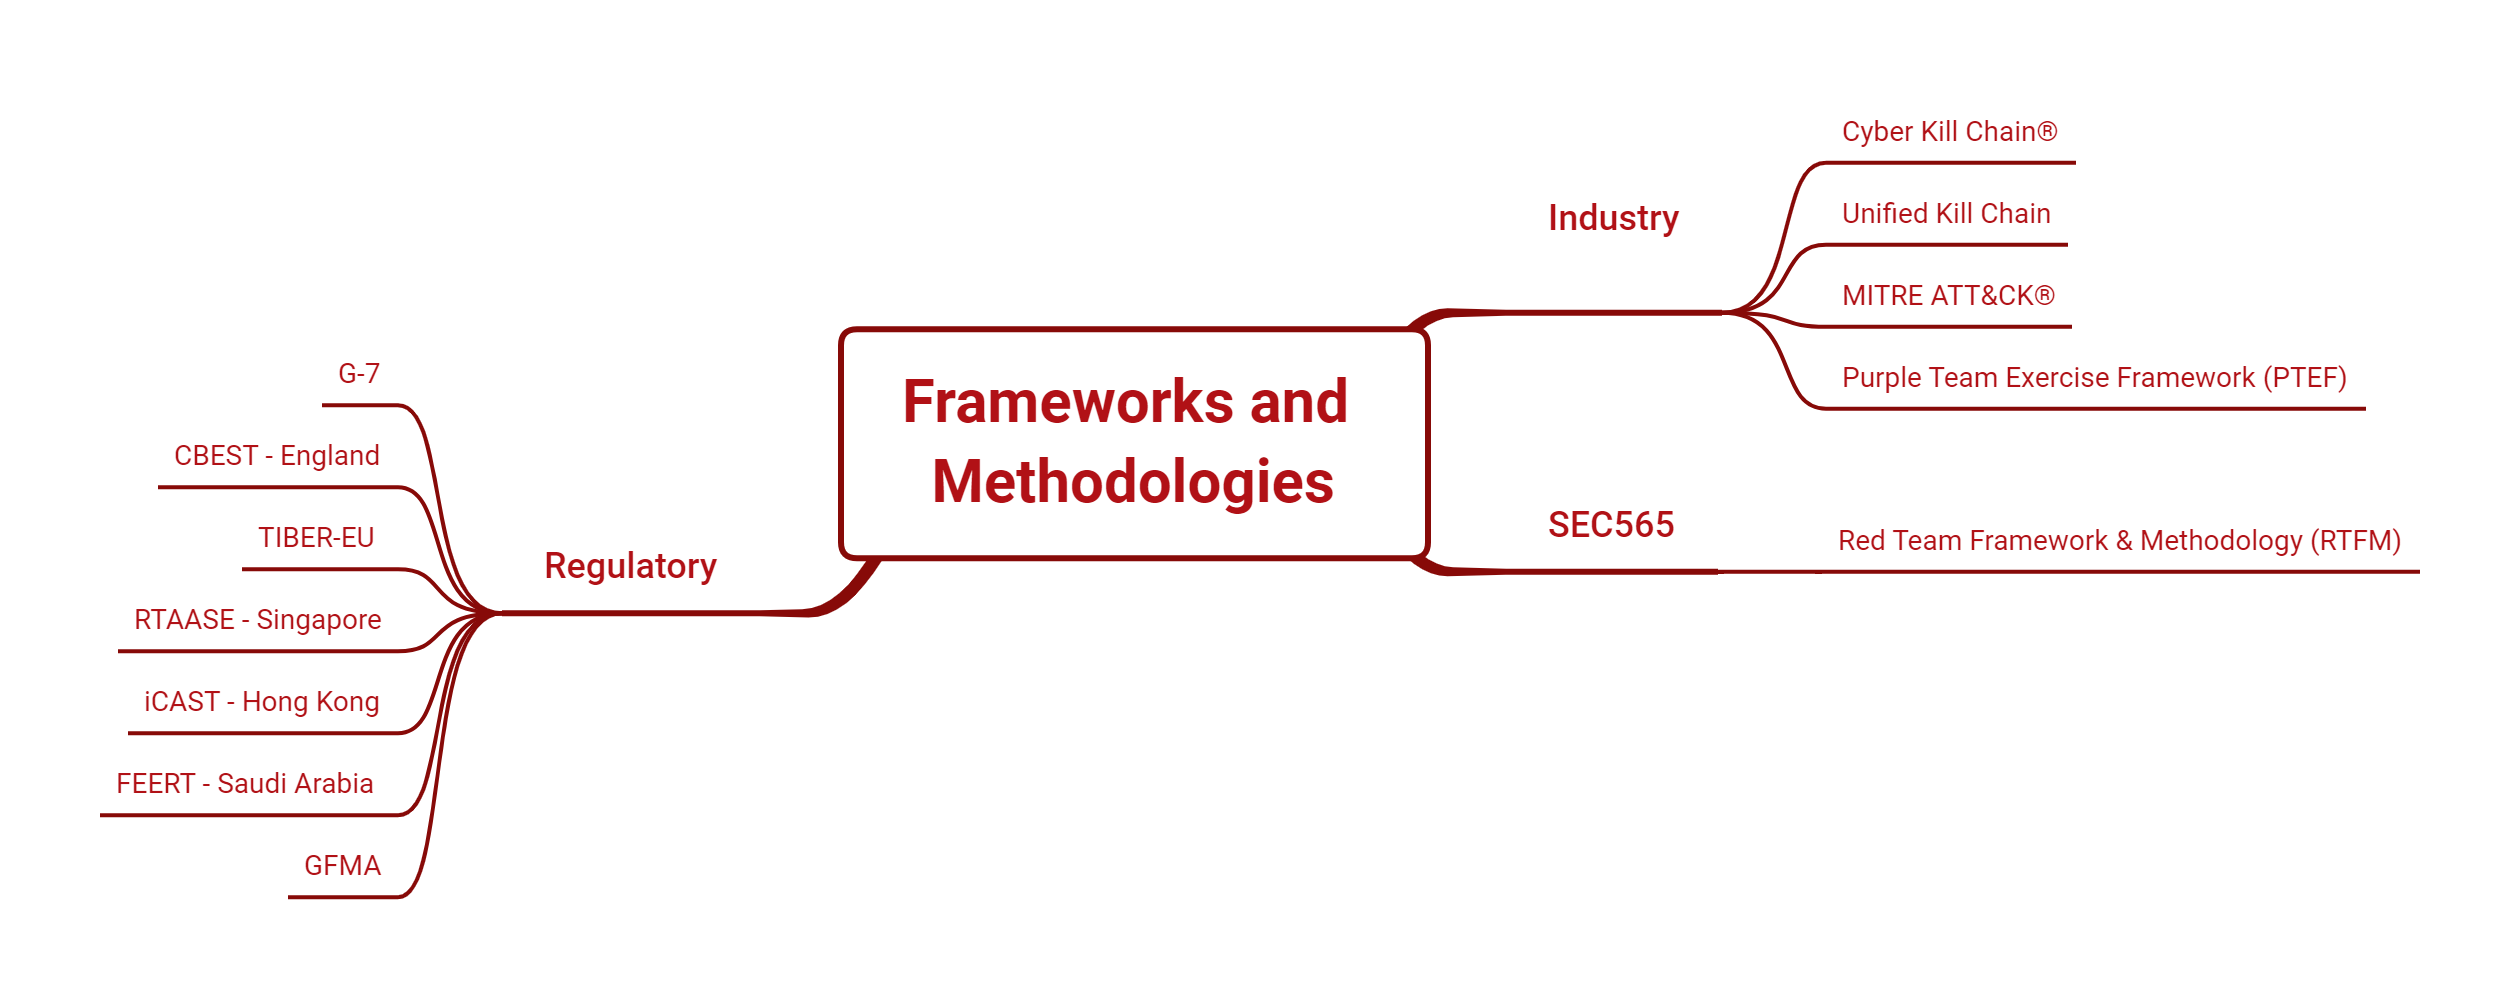 Frameworks and
Methodologies
Industry
Cyber Kill Chain®
Unified Kill Chain
MITRE ATT&CK®
Purple Team Exercise Framework (PTEF)
SEC565
Red Team Framework & Methodology (RTFM)
Regulatory
G-7
CBEST - England
TIBER-EU
RTAASE - Singapore
iCAST - Hong Kong
FEERT - Saudi Arabia
GFMA